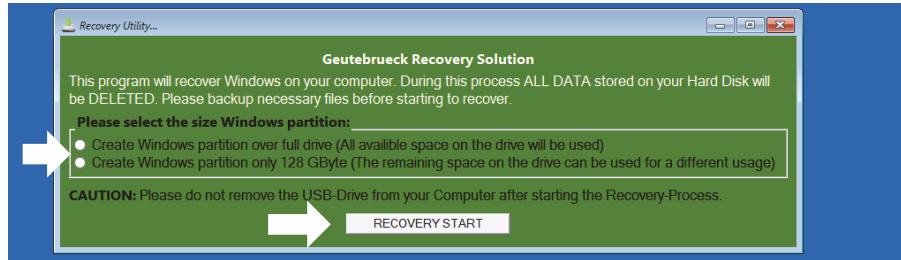 Recovery Utility...
Geutebrueck Recovery Solution
This program will recover Windows on your computer. During this process ALL DATA stored on your Hard Disk will
be DELETED. Please backup necessary files before starting to recover.
Please select the size Windows partition:
Create Windows partition over full drive (All availible space on the drive will be used)
Create Windows partition only 128 GByte (The remaining space on the drive can be used for a different usage)
CAUTION: Please do not remove the USB-Drive from your Computer after starting the Recovery-Process.
RECOVERY START